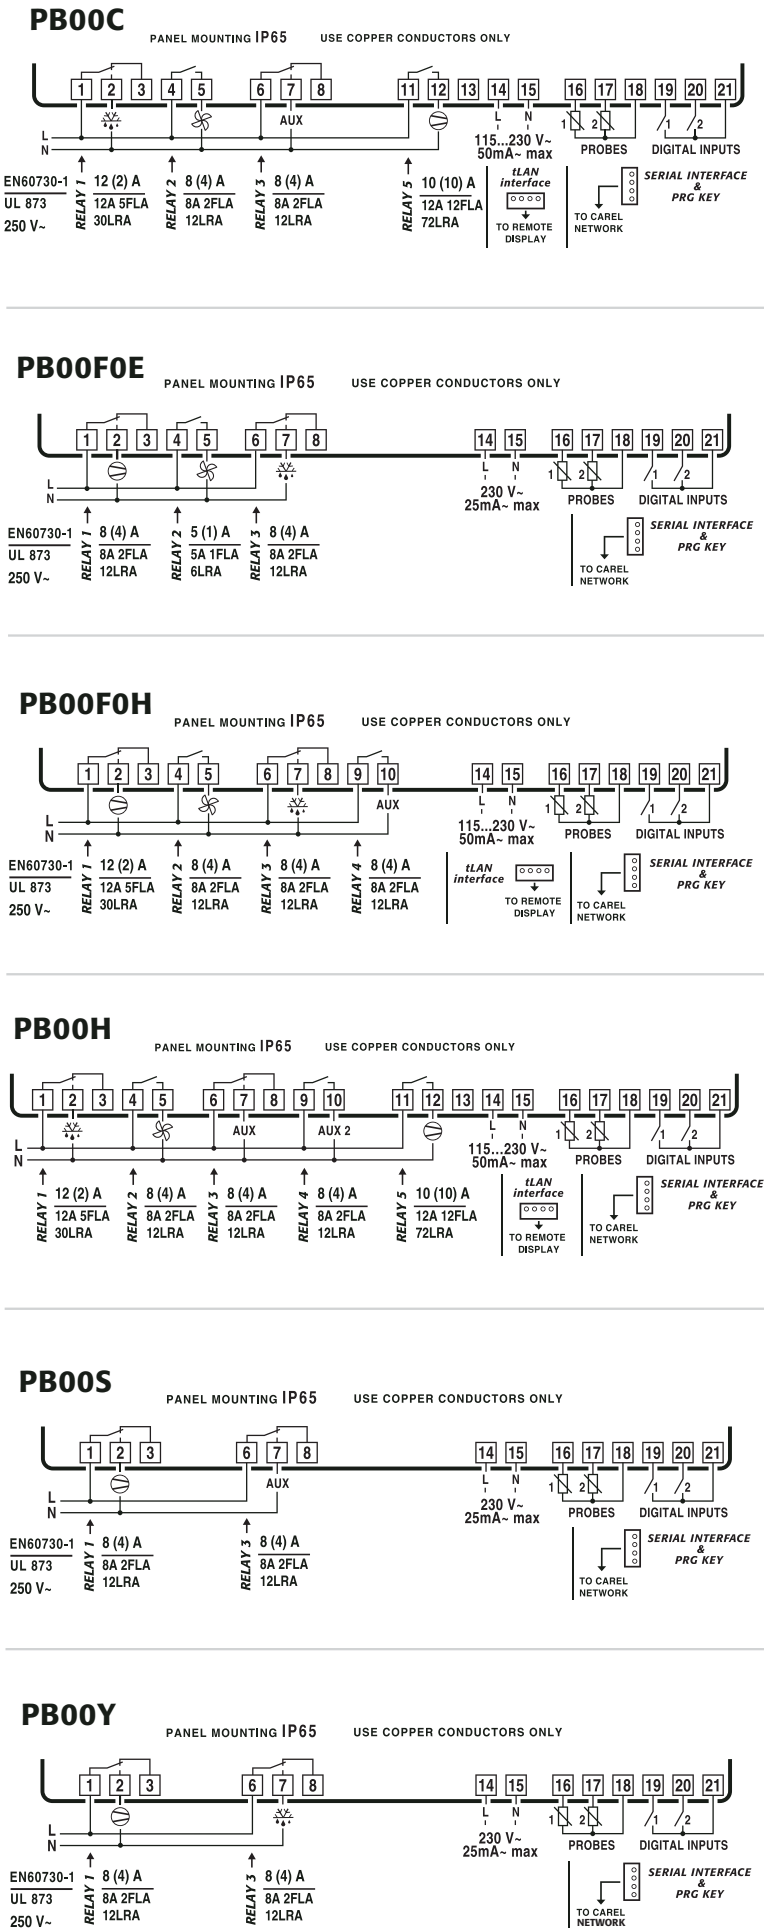 PB00C
PANEL MOUNTING IP65 USE COPPER CONDUCTORS ONLY
1 2 3 4 5 6 7 8 11 12 13 14 15 16 17 18 19 20 21
AUX
L N
1 2 1 2
L
N
115...230 V~
50mA~ max
PROBES DIGITAL INPUTS
EN60730-1
UL 873
250 V~
RELAY 1
12 (2) A
12A 5FLA
30LRA
RELAY 2
8 (4) A
8A 2FLA
12LRA
RELAY 3
8 (4) A
8A 2FLA
12LRA
RELAY 5
10 (10) A
12A 12FLA
72LRA
tLAN
interface
TO REMOTE
DISPLAY
SERIAL INTERFACE
&
PRG KEY
TO CAREL
NETWORK
PB00F0E
PANEL MOUNTING IP65 USE COPPER CONDUCTORS ONLY
1 2 3 4 5 6 7 8 14 15 16 17 18 19 20 21
L N
1 2 1 2
L
N
230 V~
25mA~ max
PROBES DIGITAL INPUTS
EN60730-1
UL 873
250 V~
RELAY 1
8 (4) A
8A 2FLA
12LRA
RELAY 2
5 (1) A
5A 1FLA
6LRA
RELAY 3
8 (4) A
8A 2FLA
12LRA
SERIAL INTERFACE
&
PRG KEY
TO CAREL
NETWORK
PB00F0H
PANEL MOUNTING IP65 USE COPPER CONDUCTORS ONLY
1 2 3 4 5 6 7 8 9 10 14 15 16 17 18 19 20 21
AUX
L N
1 2 1 2
L
N
115...230 V~
50mA~ max
PROBES DIGITAL INPUTS
EN60730-1
UL 873
250 V~
RELAY 1
12 (2) A
12A 5FLA
30LRA
RELAY 2
8 (4) A
8A 2FLA
12LRA
RELAY 3
8 (4) A
8A 2FLA
12LRA
RELAY 4
8 (4) A
8A 2FLA
12LRA
tLAN
interface
TO REMOTE
DISPLAY
SERIAL INTERFACE
&
PRG KEY
TO CAREL
NETWORK
PB00H
PANEL MOUNTING IP65 USE COPPER CONDUCTORS ONLY
1 2 3 4 5 6 7 8 9 10 11 12 13 14 15 16 17 18 19 20 21
AUX AUX 2
L N
1 2 1 2
L
N
115...230 V~
50mA~ max
PROBES DIGITAL INPUTS
RELAY 1
12 (2) A
12A 5FLA
30LRA
RELAY 2
8 (4) A
8A 2FLA
12LRA
RELAY 3
8 (4) A
8A 2FLA
12LRA
RELAY 4
8 (4) A
8A 2FLA
12LRA
RELAY 5
10 (10) A
12A 12FLA
72LRA
tLAN
interface
TO REMOTE
DISPLAY
SERIAL INTERFACE
&
PRG KEY
TO CAREL
NETWORK
PB00S
PANEL MOUNTING IP65 USE COPPER CONDUCTORS ONLY
1 2 3 6 7 8 14 15 16 17 18 19 20 21
AUX
L N
1 2 1 2
L
N
230 V~
25mA~ max
PROBES DIGITAL INPUTS
EN60730-1
UL 873
250 V~
RELAY 1
8 (4) A
8A 2FLA
12LRA
RELAY 3
8 (4) A
8A 2FLA
12LRA
SERIAL INTERFACE
&
PRG KEY
TO CAREL
NETWORK
PB00Y
PANEL MOUNTING IP65 USE COPPER CONDUCTORS ONLY
1 2 3 6 7 8 14 15 16 17 18 19 20 21
L N
1 2 1 2
L
N
230 V~
25mA~ max
PROBES DIGITAL INPUTS
EN60730-1
UL 873
250 V~
RELAY 1
8 (4) A
8A 2FLA
12LRA
RELAY 3
8 (4) A
8A 2FLA
12LRA
SERIAL INTERFACE
&
PRG KEY
TO CAREL
NETWORK